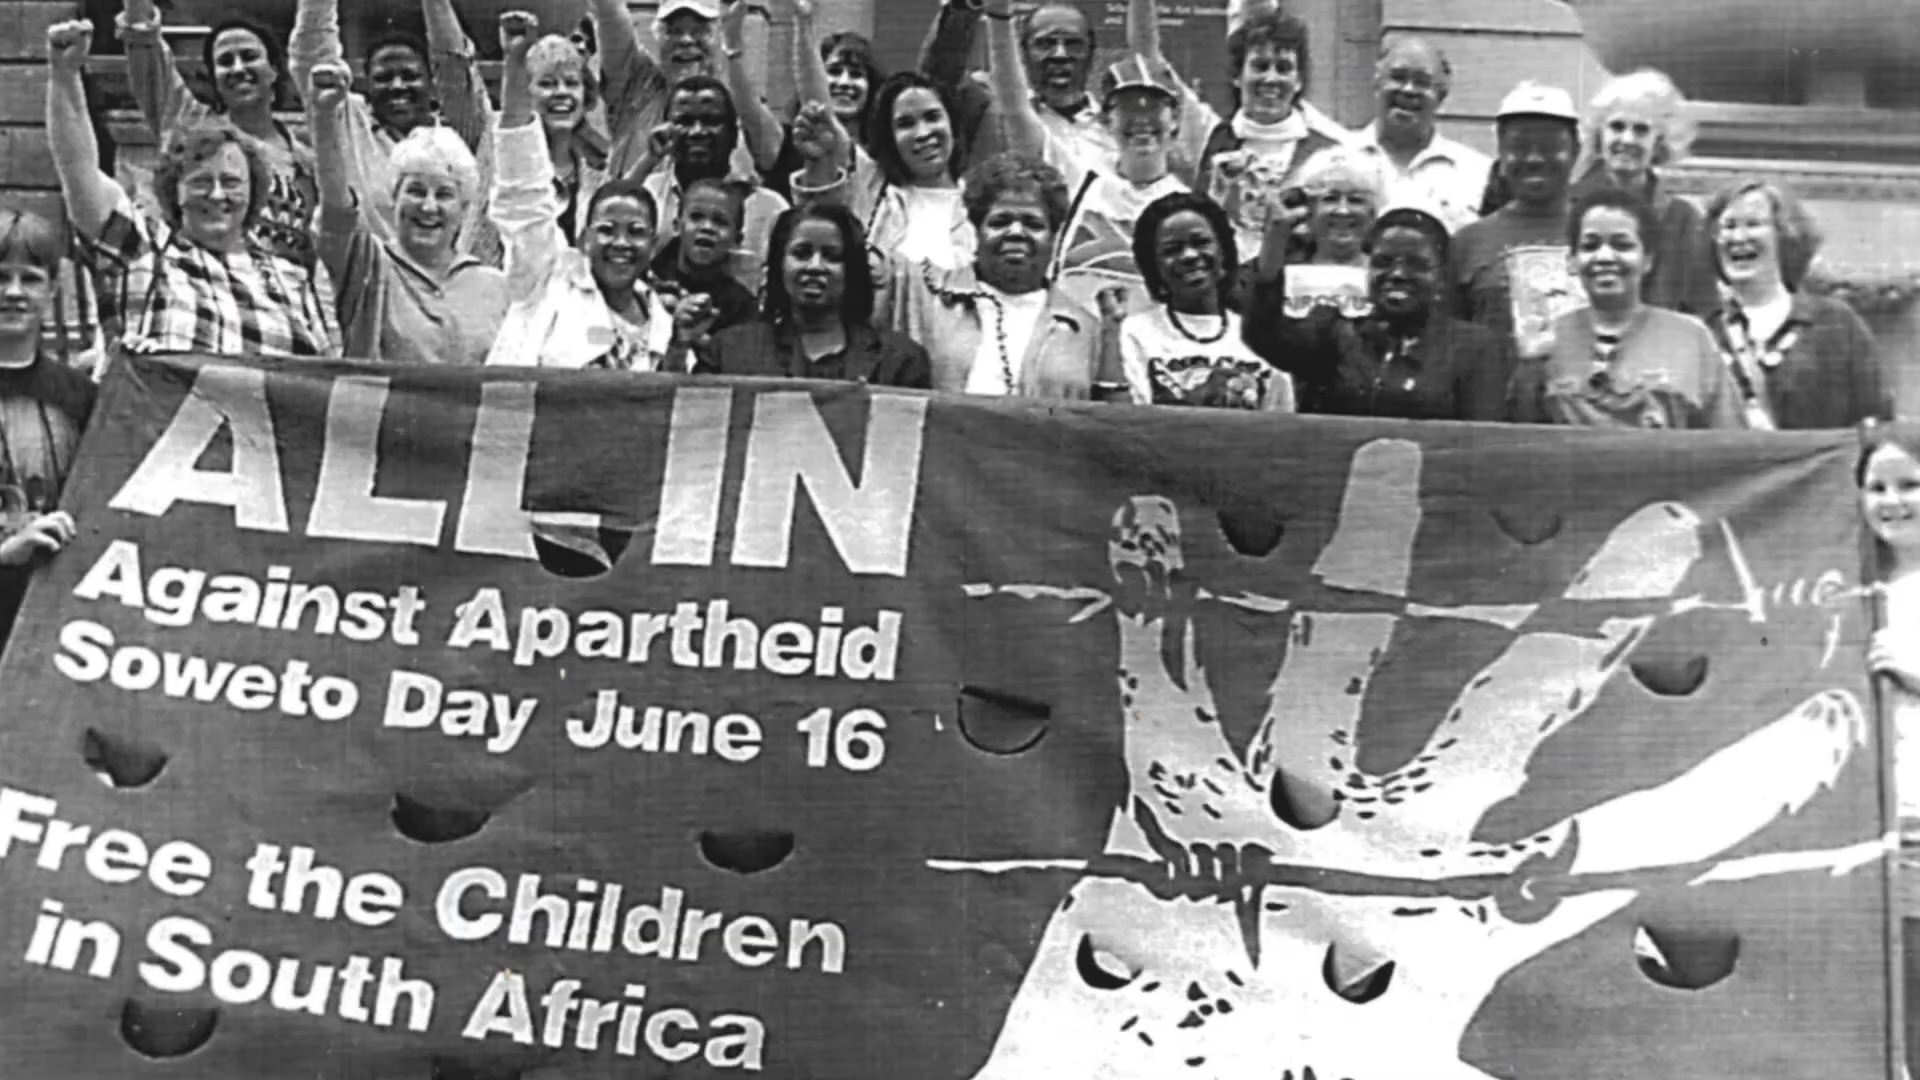 ALL IN
Against Apartheid
Soweto Day June 16
Free the Children
in South Africa